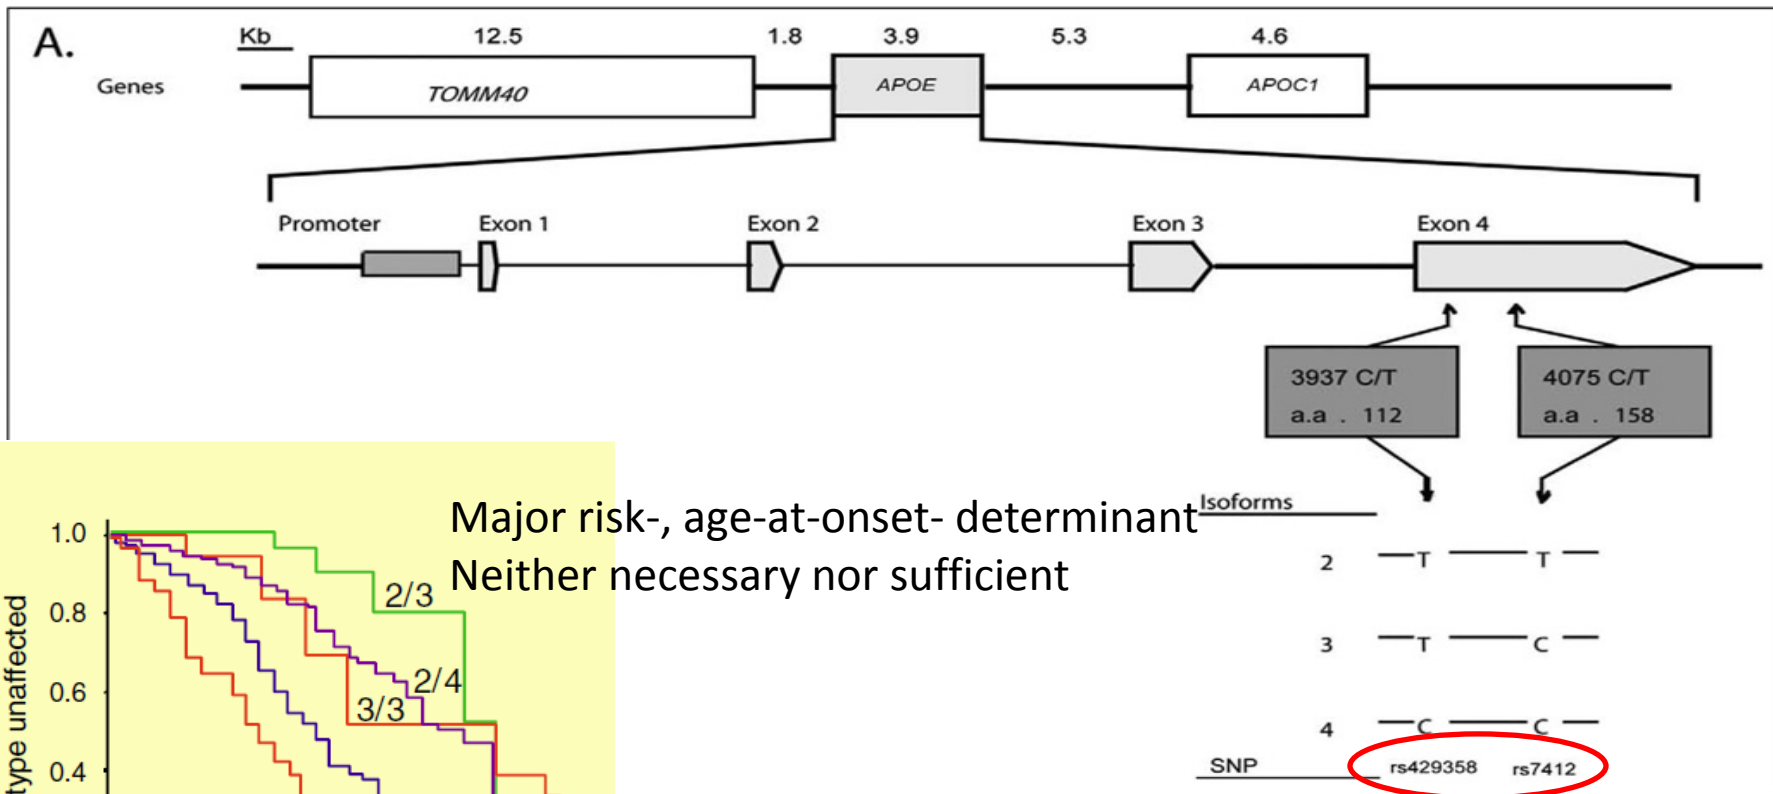 A.
Kb 12.5 1.8 3.9 5.3 4.6
Genes TOMM40 APOE APOC1
Promoter Exon 1 Exon 2 Exon 3 Exon 4
3937 C/T
a.a . 112
4075 C/T
a.a . 158
Major risk-, age-at-onset- determinant
Neither necessary nor sufficient
Isoforms
2 T T
3 T C
4 C C
SNP rs429358 rs7412
type unaffected
1.0
0.8
0.6
0.4
2/3
2/4
3/3